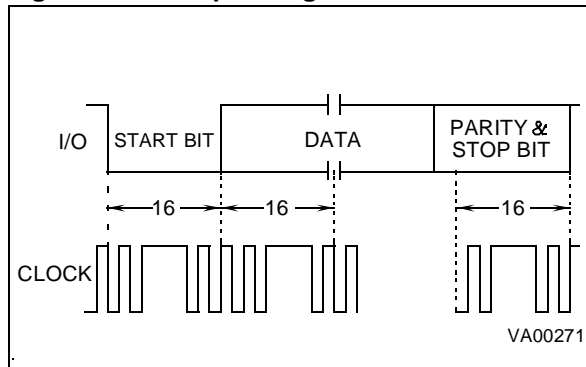 I/O
START BIT
DATA
PARITY &
STOP BIT
16
16
16
CLOCK
VA00271